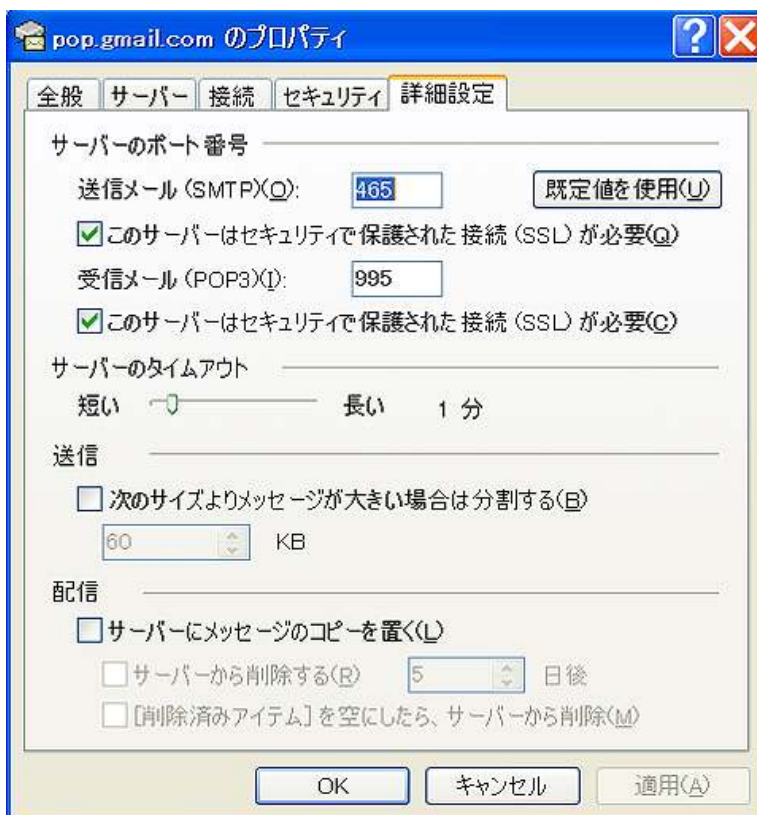 pop.gmail.com のプロパティ
全般 サーバー 接続 セキュリティ 詳細設定
サーバーのポート番号
送信メール (SMTP)(O): 465 既定値を使用(U)
このサーバーはセキュリティで保護された接続 (SSL) が必要(Q)
受信メール (POP3)(I): 995
このサーバーはセキュリティで保護された接続 (SSL) が必要(C)
サーバーのタイムアウト
短い 長い 1 分
送信
次のサイズよりメッセージが大きい場合は分割する(B)
60 KB
配信
サーバーにメッセージのコピーを置く(L)
サーバーから削除する(R) 5 日後
[削除済みアイテム] を空にしたら、サーバーから削除(M)
OK キャンセル 適用(A)